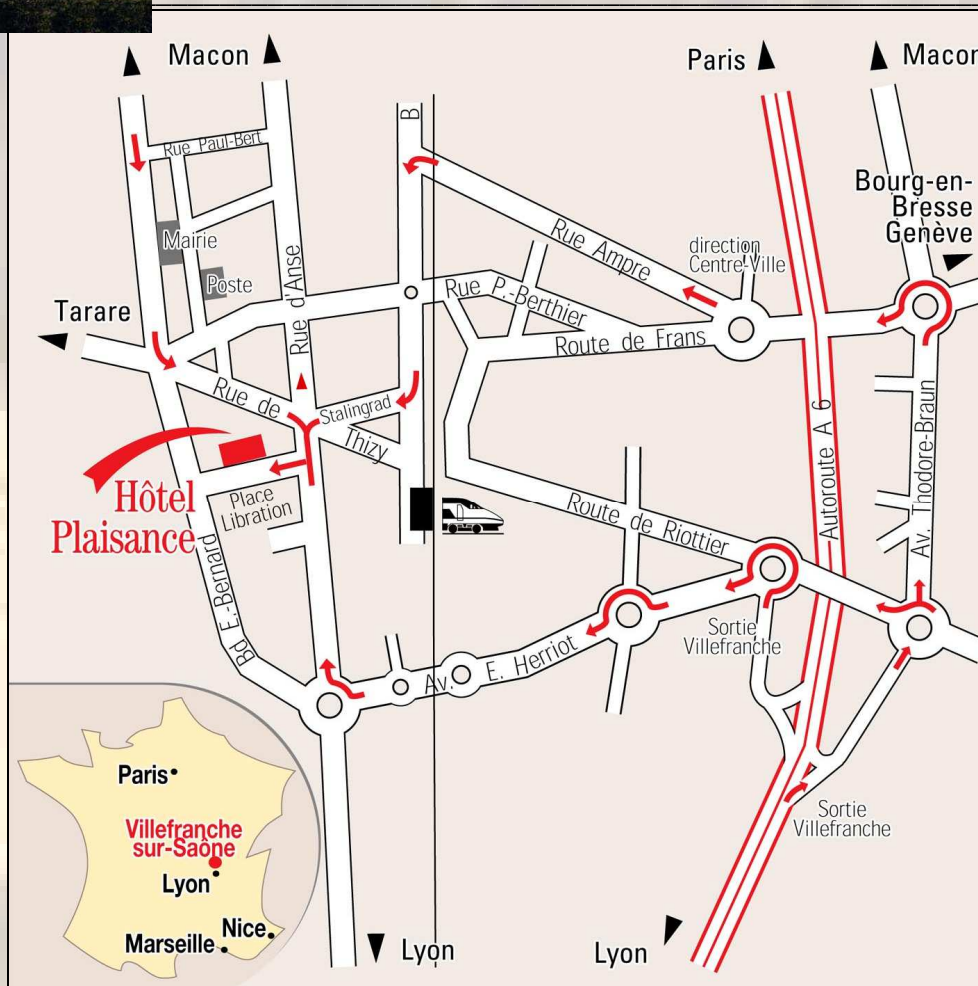 Macon
Paris
Macon
B
Rue Paul-Bert
Bourg-en-
Bresse
Genève
Mairie
Rue Ampre
direction
Centre-Ville
Poste
Rue d'Anse
Rue P.-Berthier
Tarare
Route de Frans
Rue de
Thizy
Stalingrad
Autoroute A 6
Av. Thodore-Braun
Hôtel
Plaisance
Place
Libration
Route de Riottier
Bd E.-Bernard
Sortie
Villefranche
Av. E. Herriot
Sortie
Villefranche
Paris
Villefranche
sur-Saône
Lyon
Nice
Marseille
Lyon
Lyon